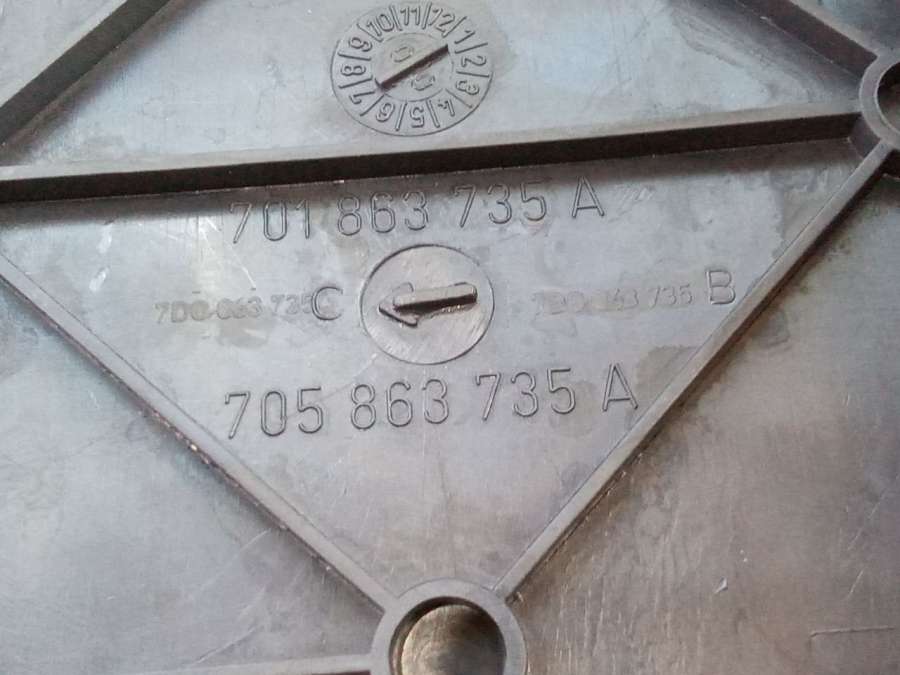 10/11/12/1/2/3/4/5/6/7/8/9
701 863 735 A
7D0 863 735 C 735 B
705 863 735 A